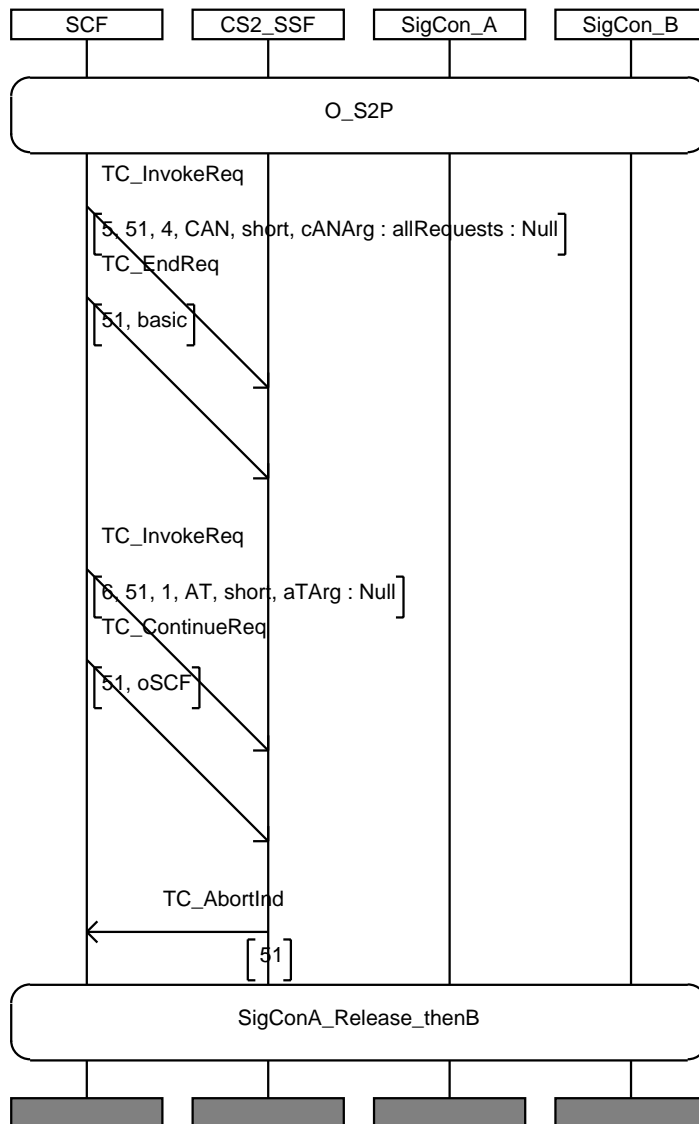 SCF CS2_SSF SigCon_A SigCon_B
O_S2P
TC_InvokeReq
5, 51, 4, CAN, short, cANArg : allRequests : Null
TC_EndReq
51, basic
TC_InvokeReq
6, 51, 1, AT, short, aTArg : Null
TC_ContinueReq
51, oSCF
TC_AbortInd
51
SigConA_Release_thenB